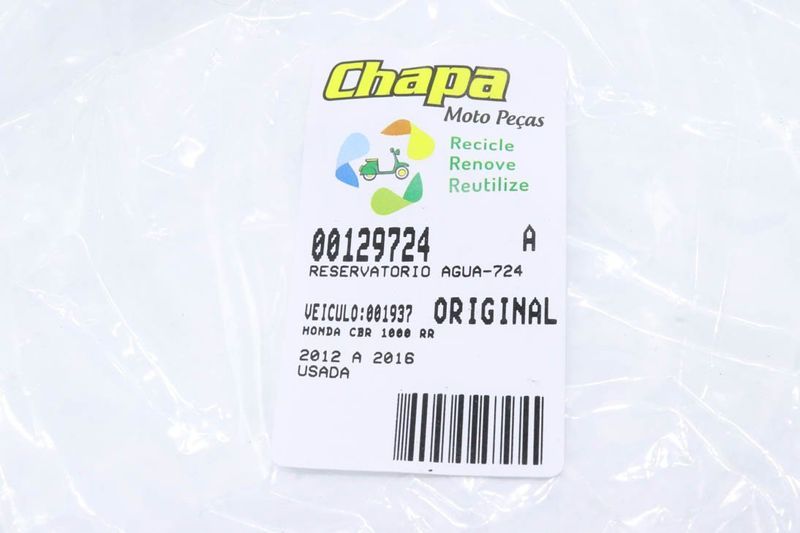 Chapa
Moto Peças
Recicle
Renove
Reutilize
00129724 A
RESERVATORIO AGUA-724
VEICULO:001937 ORIGINAL
HONDA CBR 1000 RR
2012 A 2016
USADA